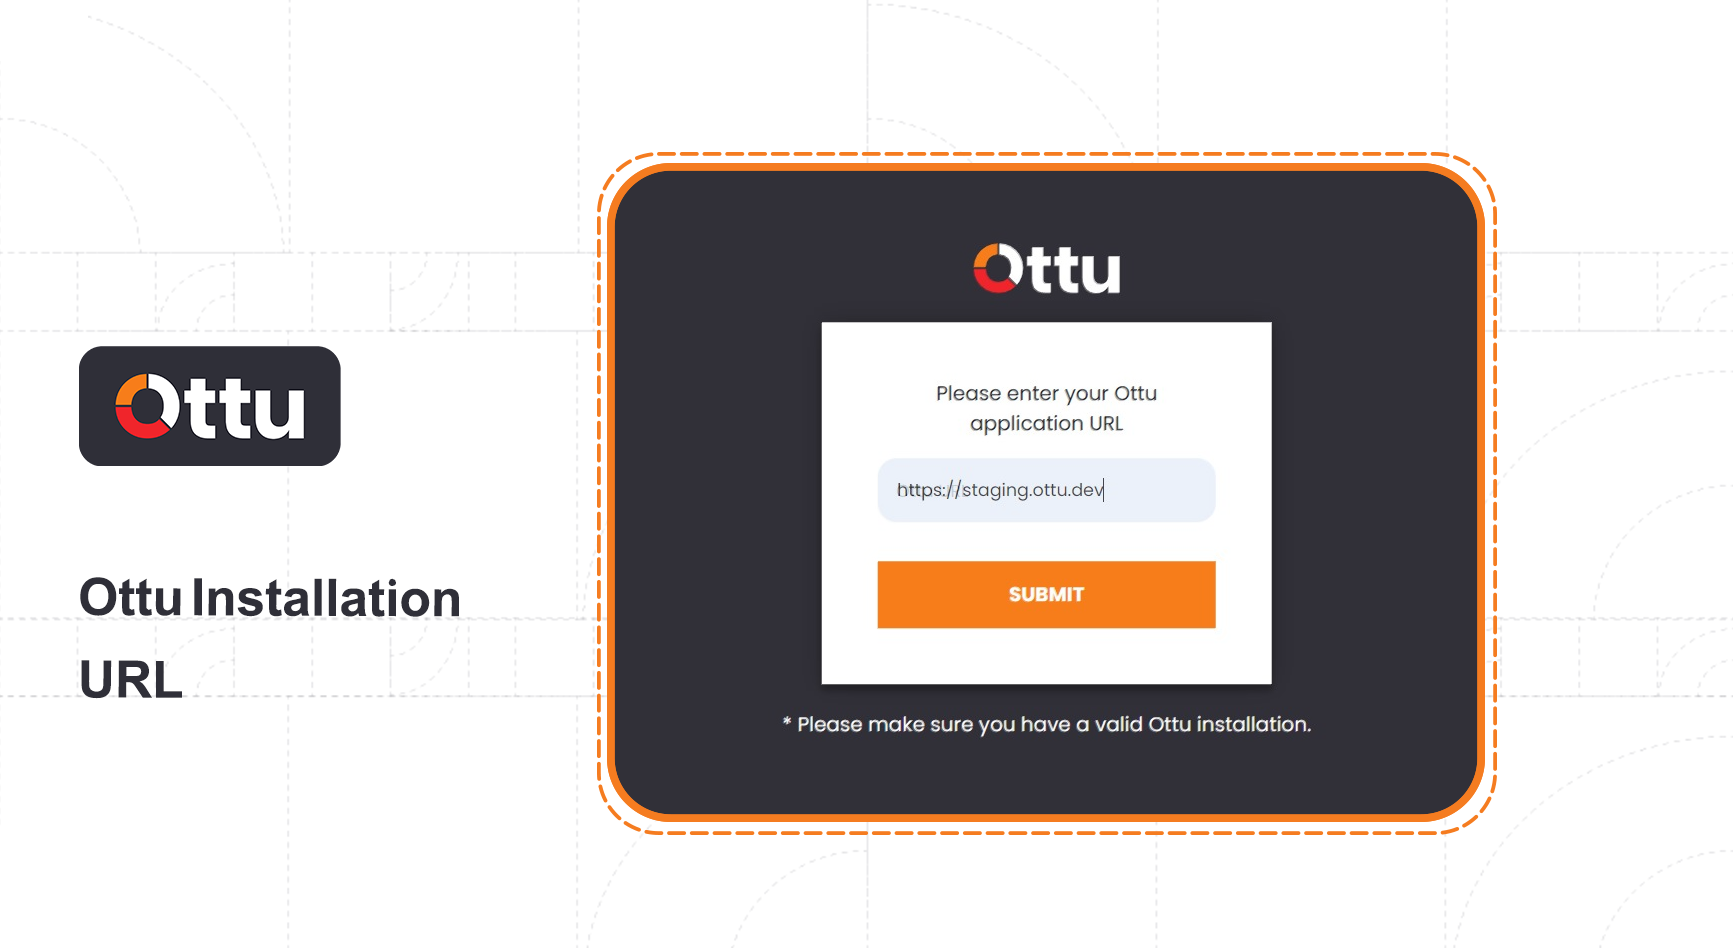 Ottu
Ottu Installation
URL
Ottu
Please enter your Ottu
application URL
https://staging.ottu.dev
SUBMIT
* Please make sure you have a valid Ottu installation.